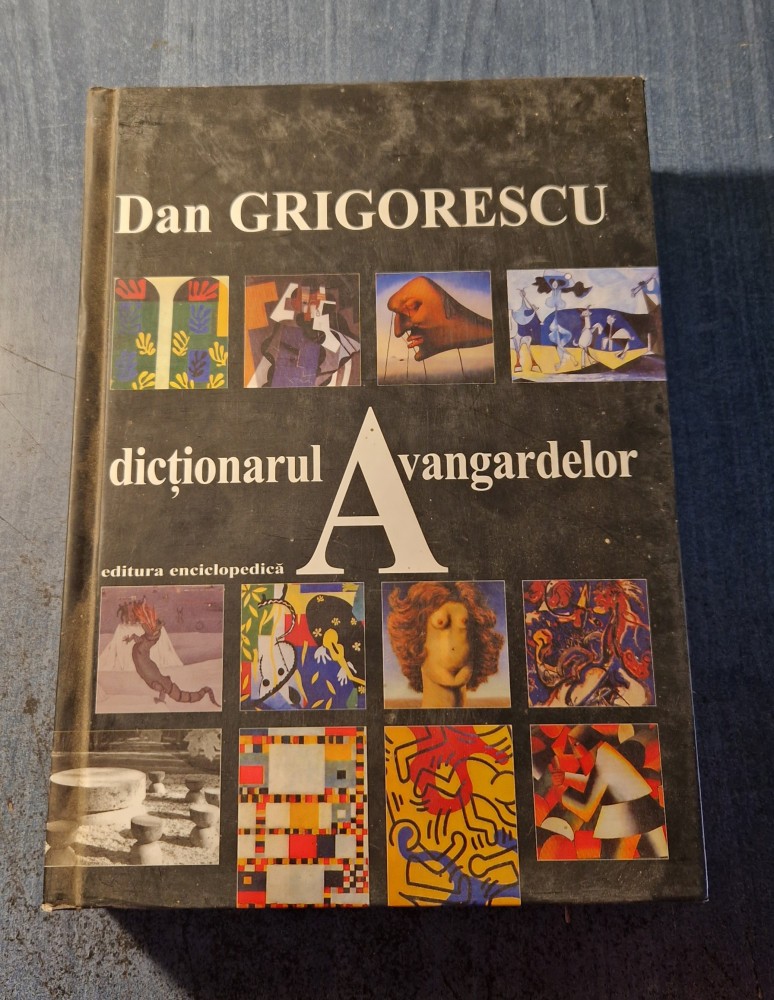 Dan GRIGORESCU
dicționarul Avangardelor
editura enciclopedică